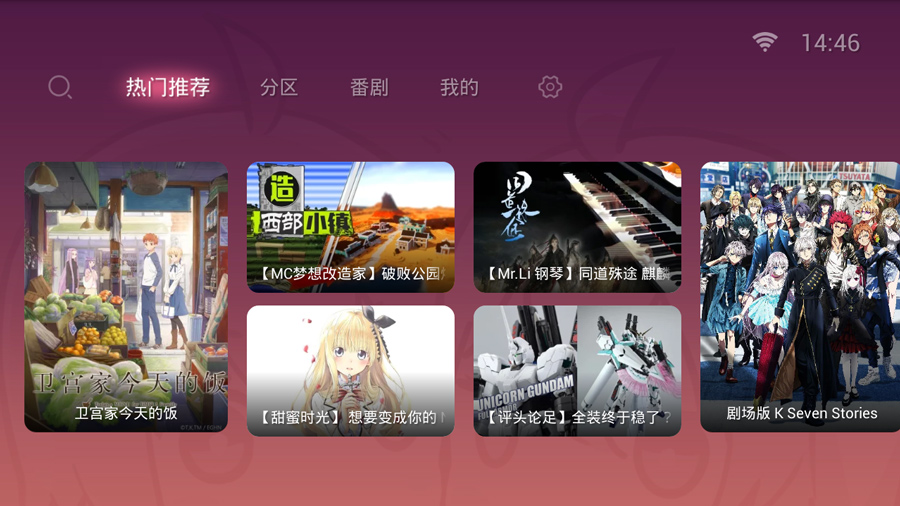 14:46
热门推荐
分区
番剧
我的
TSUTAYA
造
西部小镇
【MC梦想改造家】破败公园
【Mr.Li 钢琴】同道殊途 麒麟
卫宫家今天的饭
卫宫家今天的饭
UNICORN GUNDAM
【甜蜜时光】 想要变成你的
【评头论足】全装终于稳了？
剧场版 K Seven Stories